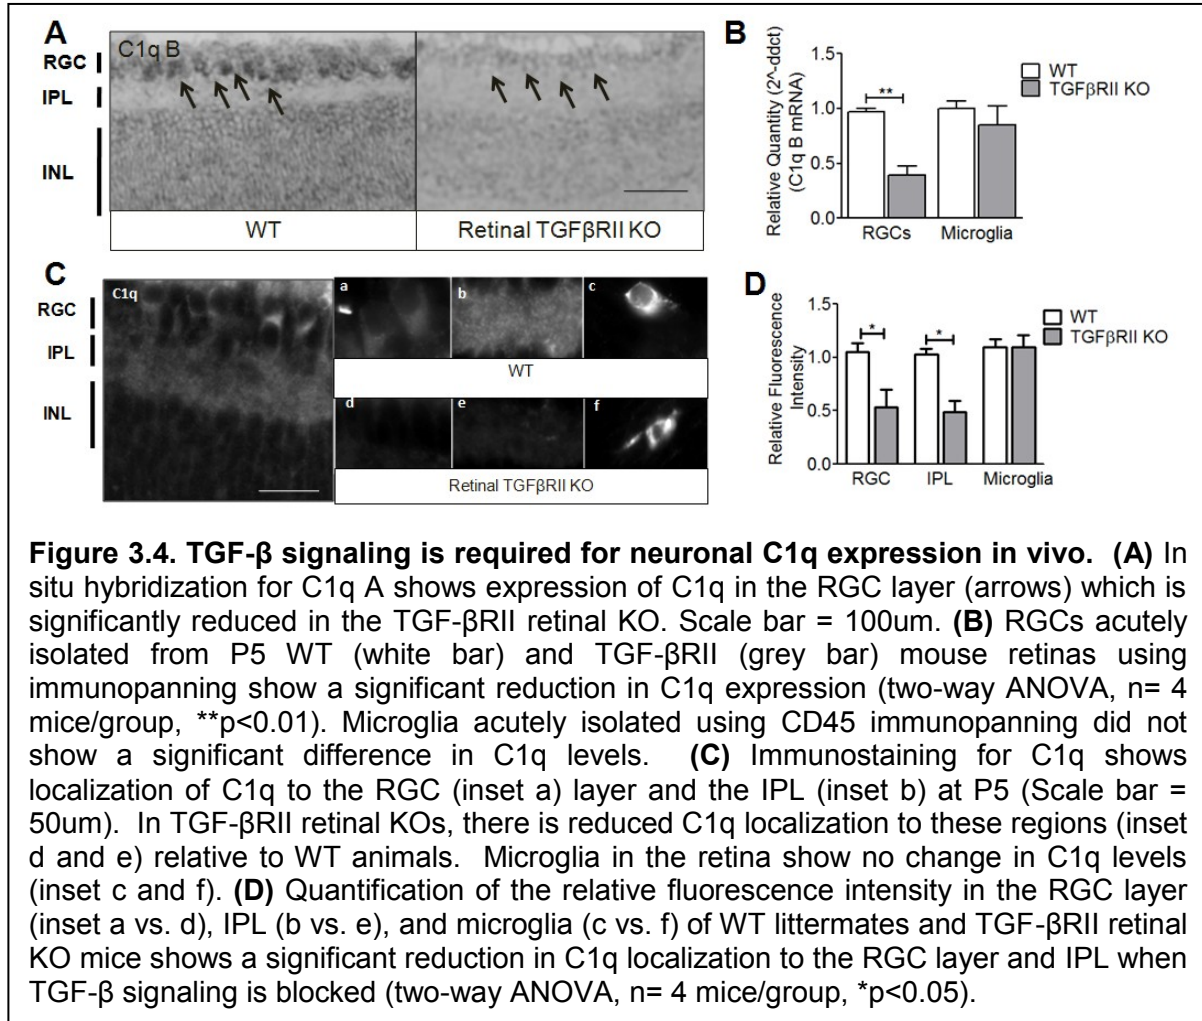 A
C1q B
RGC
IPL
INL
WT
Retinal TGFβRII KO
B
Relative Quantity (2^-ddct)
(C1q B mRNA)
1.5
1.0
0.5
0.0
**
RGCs
Microglia
WT
TGFβRII KO
C
C1q
RGC
IPL
INL
a
b
c
WT
d
e
f
Retinal TGFβRII KO
D
Relative Fluorescence
Intensity
1.5
1.0
0.5
0.0
*
*
RGC
IPL
Microglia
WT
TGFβRII KO
Figure 3.4. TGF-β signaling is required for neuronal C1q expression in vivo. (A) In
situ hybridization for C1q A shows expression of C1q in the RGC layer (arrows) which is
significantly reduced in the TGF-βRII retinal KO. Scale bar = 100um. (B) RGCs acutely
isolated from P5 WT (white bar) and TGF-βRII (grey bar) mouse retinas using
immunopanning show a significant reduction in C1q expression (two-way ANOVA, n= 4
mice/group, **p<0.01). Microglia acutely isolated using CD45 immunopanning did not
show a significant difference in C1q levels. (C) Immunostaining for C1q shows
localization of C1q to the RGC (inset a) layer and the IPL (inset b) at P5 (Scale bar =
50um). In TGF-βRII retinal KOs, there is reduced C1q localization to these regions (inset
d and e) relative to WT animals. Microglia in the retina show no change in C1q levels
(inset c and f). (D) Quantification of the relative fluorescence intensity in the RGC layer
(inset a vs. d), IPL (b vs. e), and microglia (c vs. f) of WT littermates and TGF-βRII retinal
KO mice shows a significant reduction in C1q localization to the RGC layer and IPL when
TGF-β signaling is blocked (two-way ANOVA, n= 4 mice/group, *p<0.05).